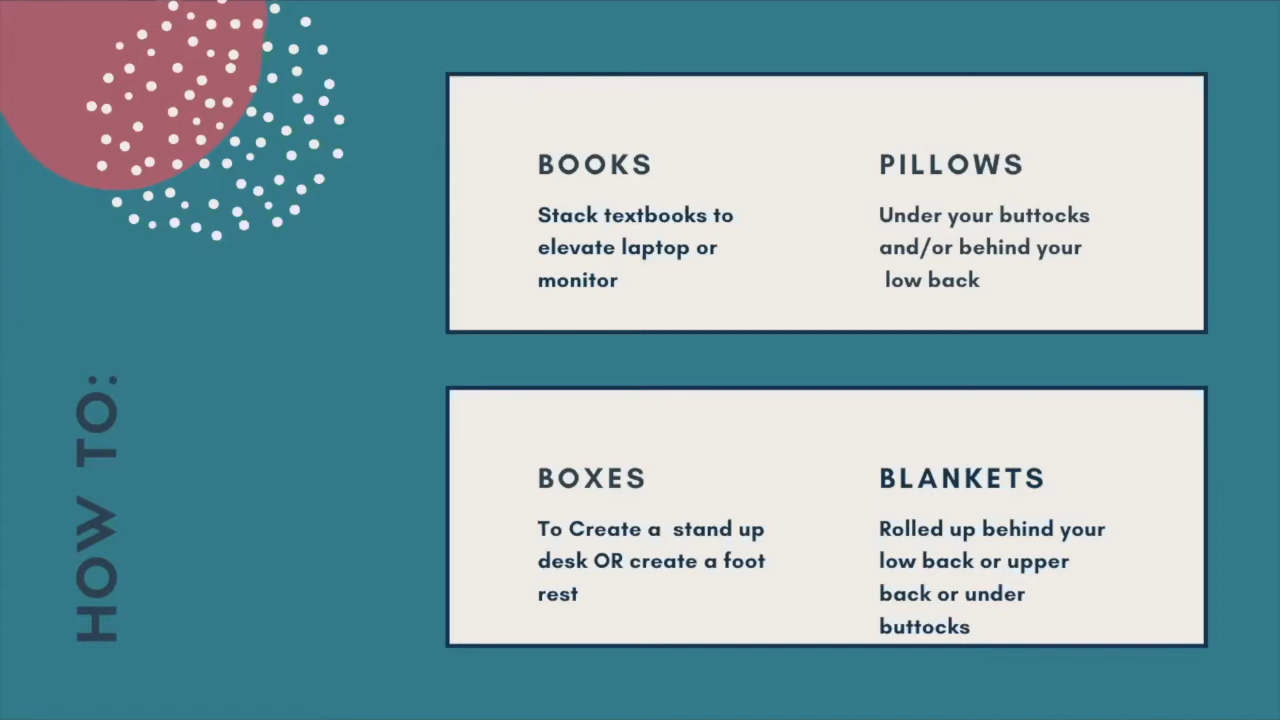 HOW TO:
BOOKS
Stack textbooks to
elevate laptop or
monitor
PILLOWS
Under your buttocks
and/or behind your
low back
BOXES
To Create a  stand up
desk OR create a foot
rest
BLANKETS
Rolled up behind your
low back or upper
back or under
buttocks